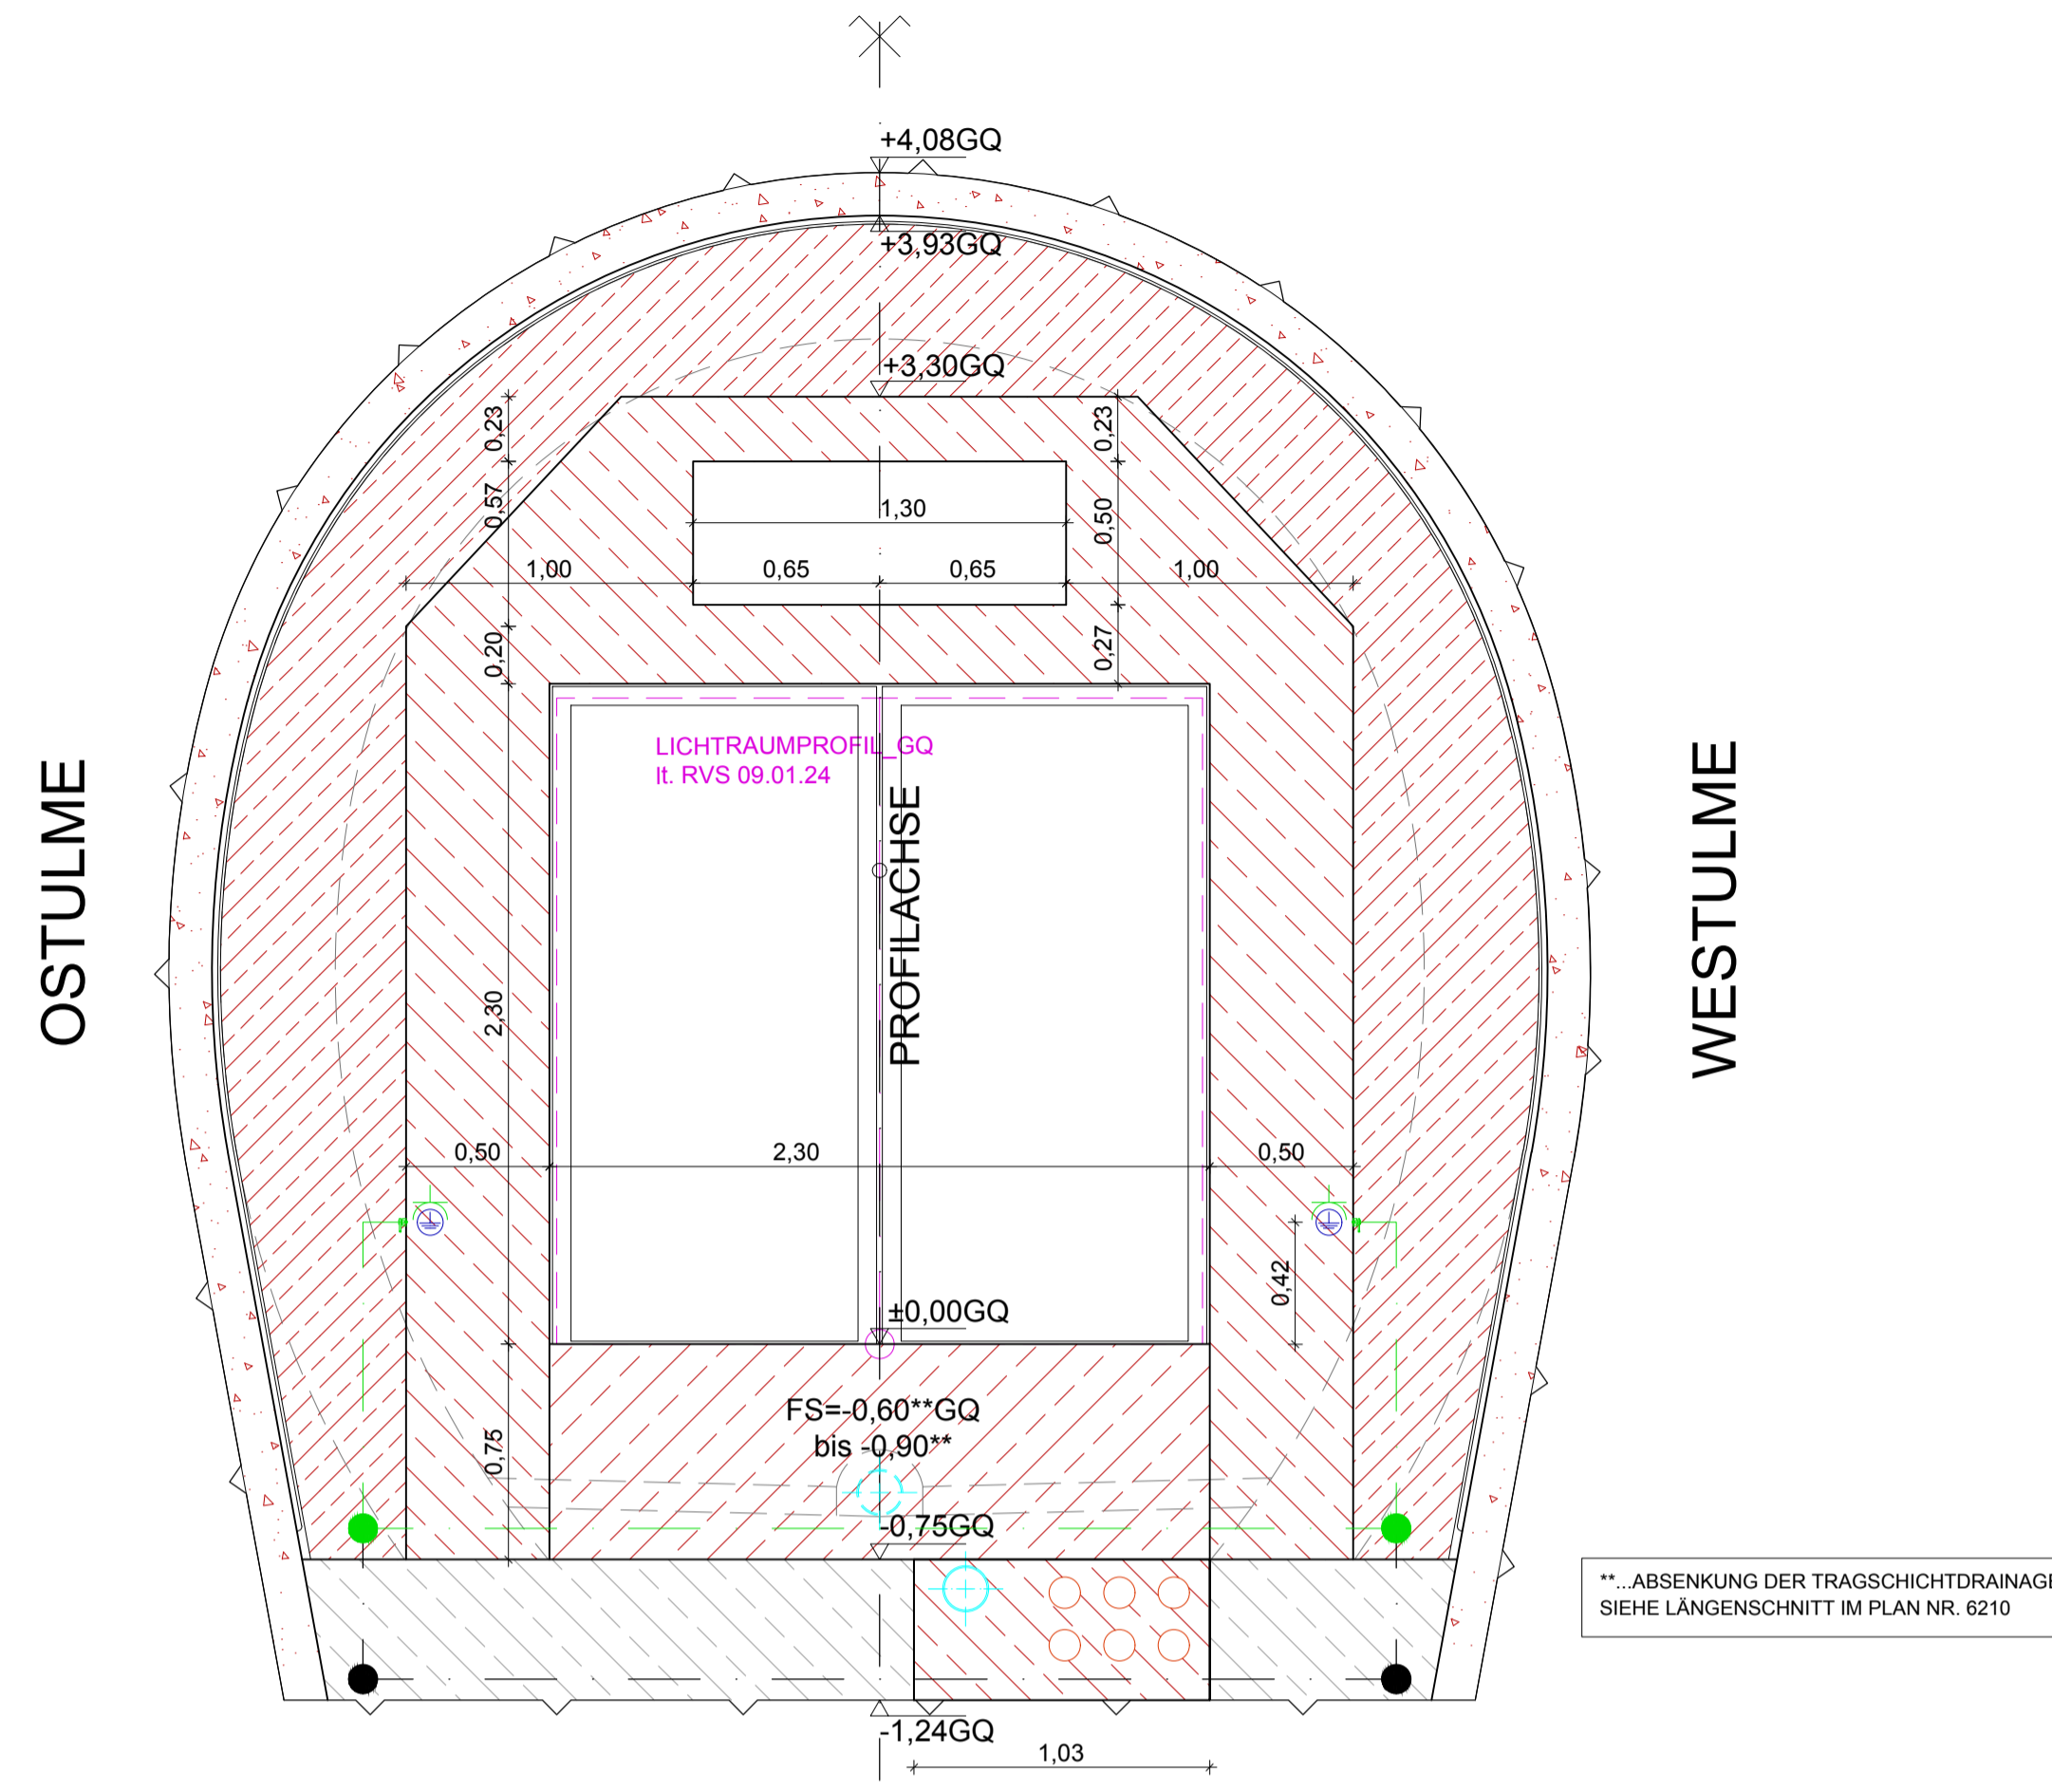 +4,08GQ
+3,93GQ
+3,30GQ
0,23
0,23
0,57
1,30
0,50
1,00
0,65
0,65
1,00
0,20
0,27
LICHTRAUMPROFIL_GQ
lt. RVS 09.01.24
OSTULME
PROFILACHSE
WESTULME
2,30
0,50
2,30
0,50
0,42
±0,00GQ
FS=-0,60**GQ
bis -0,90**
0,75
-0,75GQ
**...ABSENKUNG DER TRAGSCHICHTDRAINAGE
SIEHE LÄNGENSCHNITT IM PLAN NR. 6210
-1,24GQ
1,03